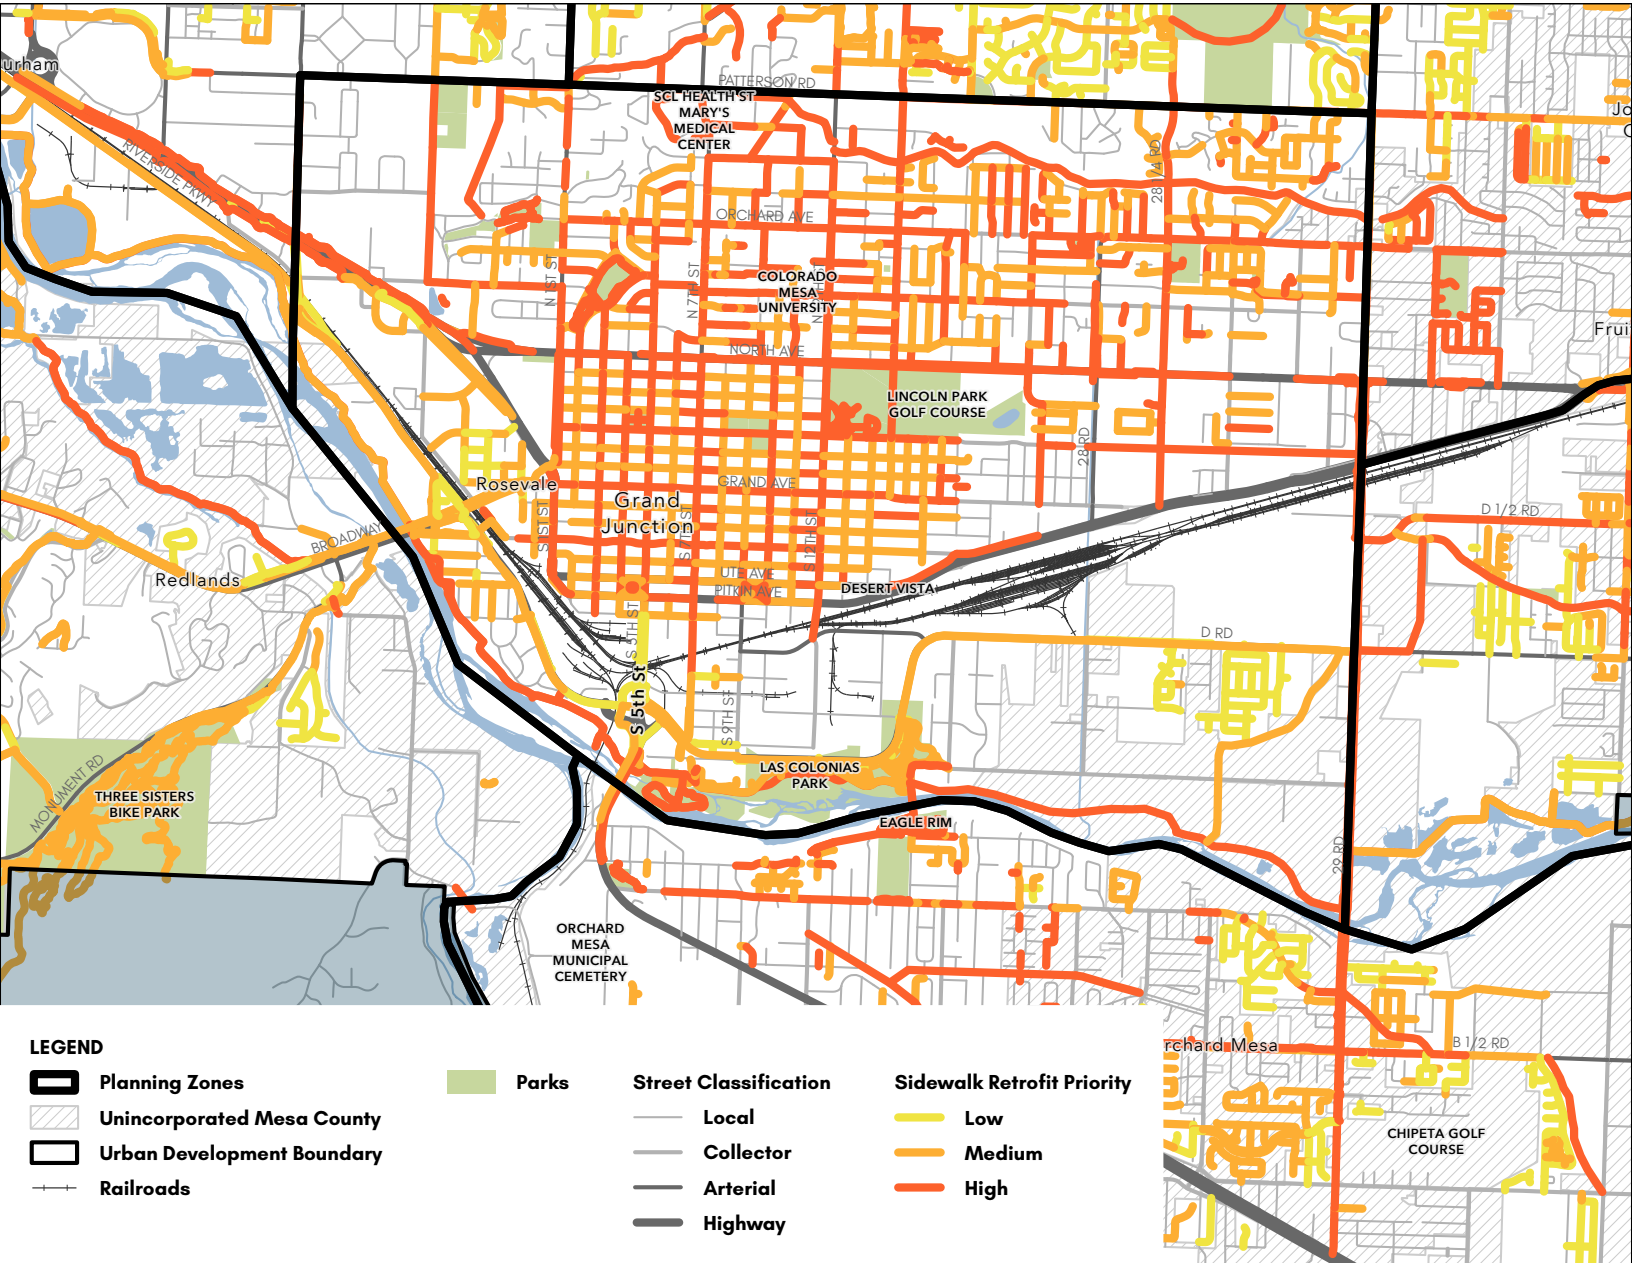 urham
PATTERSON RD
SCL HEALTH ST
MARY'S
MEDICAL
CENTER
Jo
C
RIVERSIDE PKWY
28 1/4 RD
ORCHARD AVE
N 1ST ST
N 7TH ST
COLORADO
MESA
UNIVERSITY
Frui
NORTH AVE
LINCOLN PARK
GOLF COURSE
28 RD
Rosevale
GRAND AVE
Grand
Junction
S 1ST ST
S 7TH ST
S 12TH ST
D 1/2 RD
BROADWAY
Redlands
UTE AVE
PITKIN AVE
DESERT VISTA
S 5TH ST
D RD
S 5th St
S 9TH ST
MONUMENT RD
THREE SISTERS
BIKE PARK
LAS COLONIAS
PARK
EAGLE RIM
29 RD
ORCHARD
MESA
MUNICIPAL
CEMETERY
rchard Mesa
B 1/2 RD
CHIPETA GOLF
COURSE
LEGEND
Planning Zones
Unincorporated Mesa County
Urban Development Boundary
Railroads
Parks
Street Classification
Local
Collector
Arterial
Highway
Sidewalk Retrofit Priority
Low
Medium
High